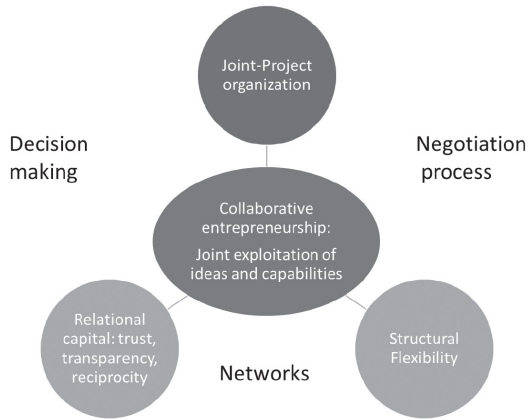 Joint-Project
organization
Decision
making
Negotiation
process
Collaborative
entrepreneurship:
Joint exploitation of
ideas and capabilities
Relational
capital: trust,
transparency,
reciprocity
Networks
Structural
Flexibility